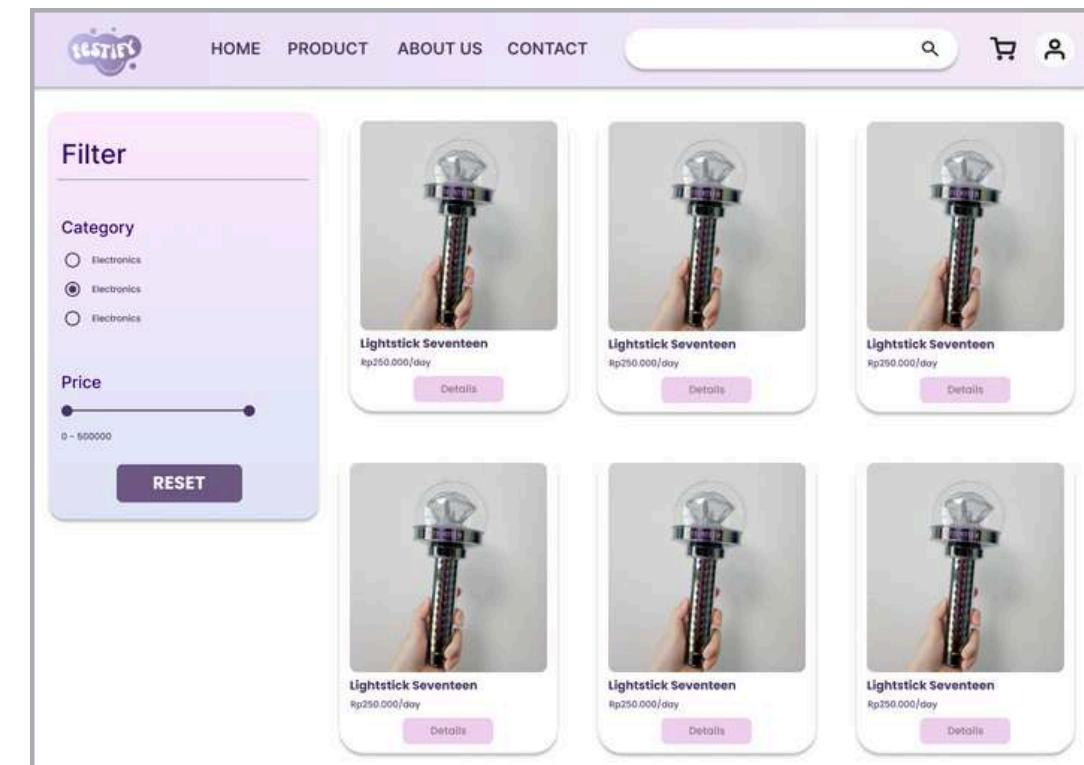 FESTIFY
HOME PRODUCT ABOUT US CONTACT
Filter
Category
Electronics
Electronics
Electronics
Price
0 - 500000
RESET
Lightstick Seventeen
Rp250.000/day
Details
Lightstick Seventeen
Rp250.000/day
Details
Lightstick Seventeen
Rp250.000/day
Details
Lightstick Seventeen
Rp250.000/day
Details
Lightstick Seventeen
Rp250.000/day
Details
Lightstick Seventeen
Rp250.000/day
Details